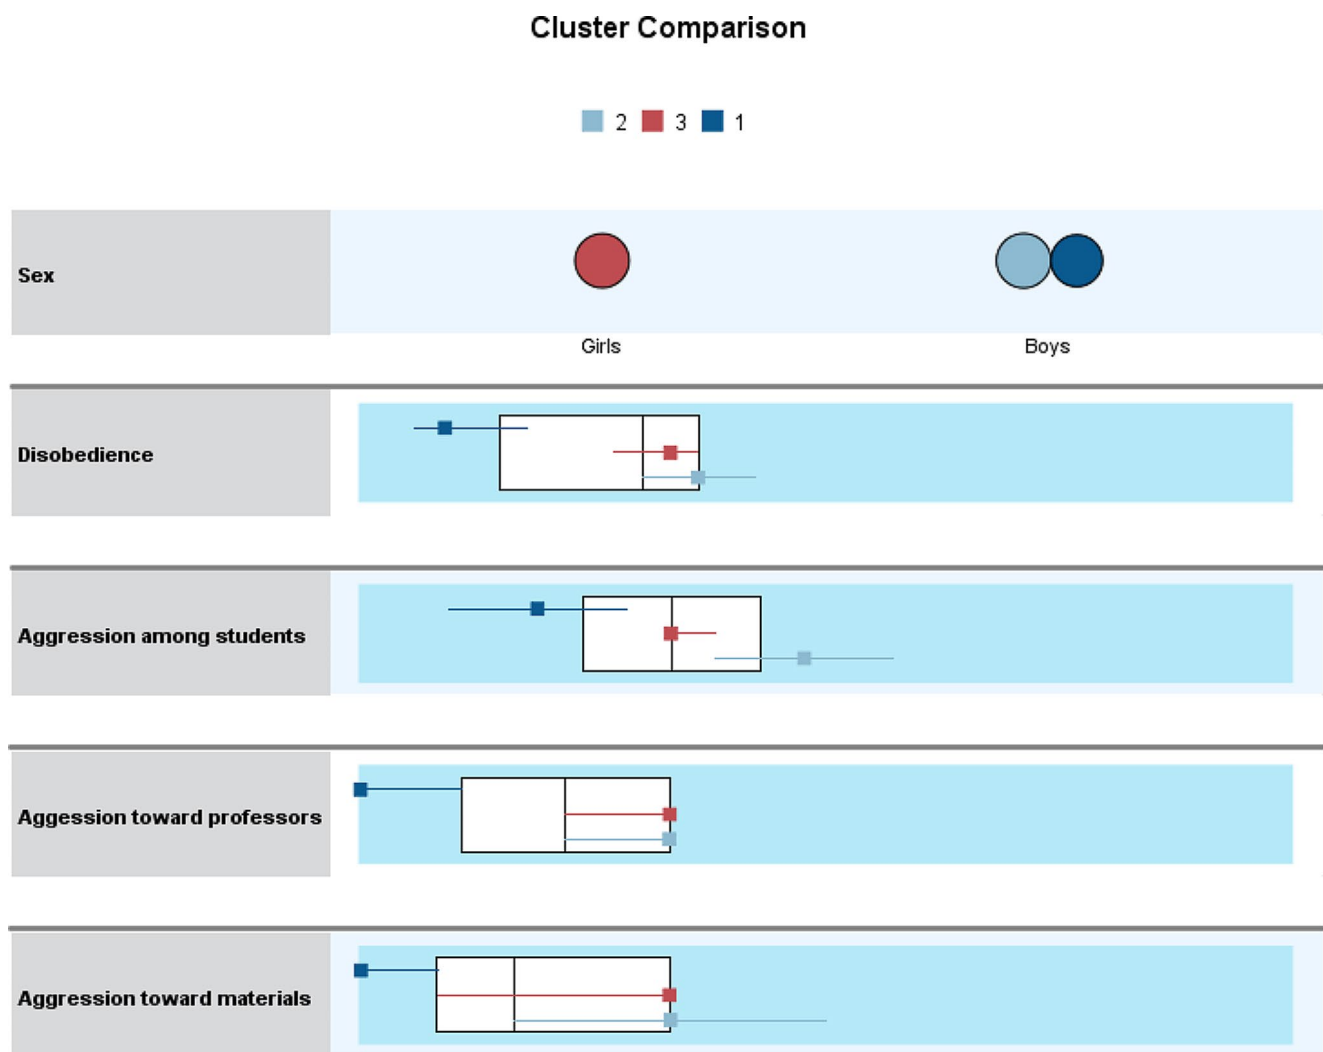 Cluster Comparison
2 3 1
Sex
Girls Boys
Disobedience
Aggression among students
Aggession toward professors
Aggression toward materials